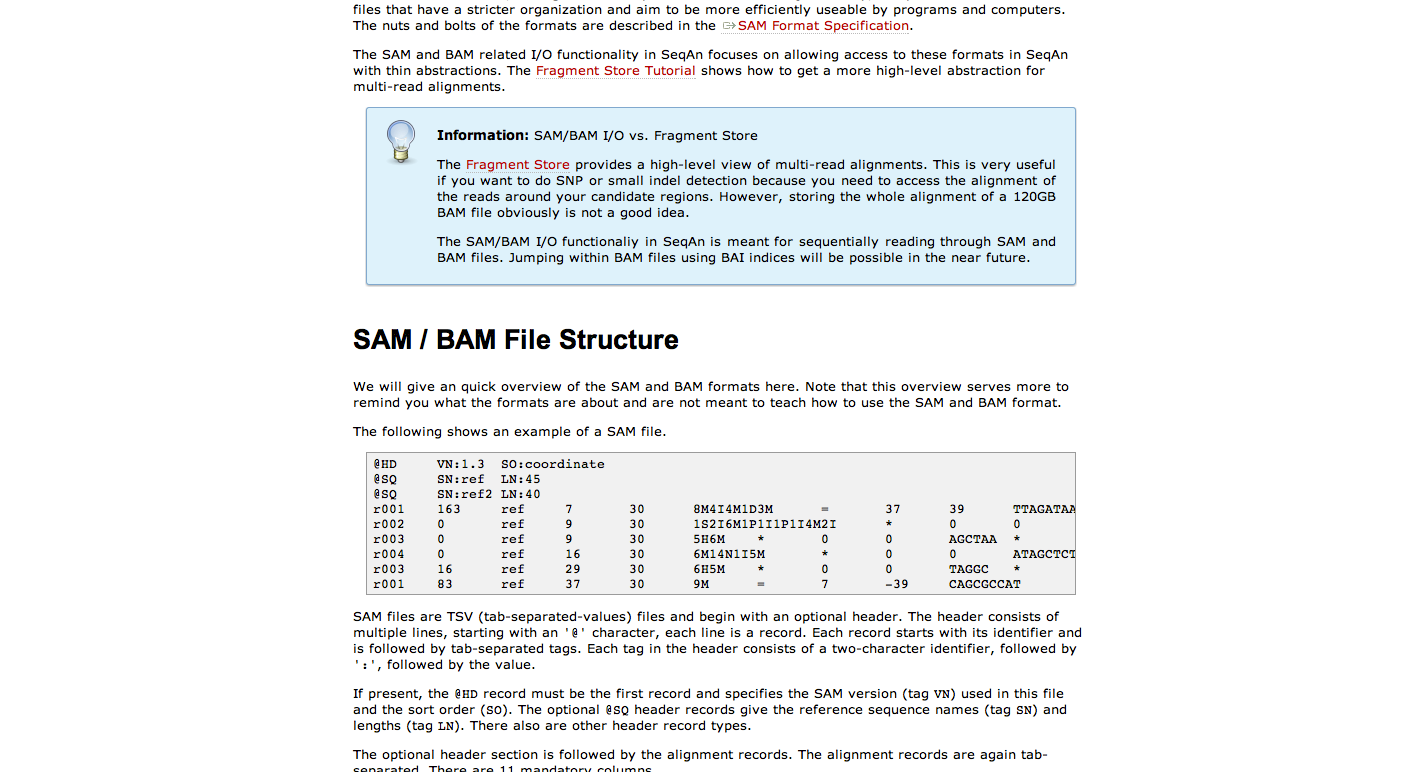 files that have a stricter organization and aim to be more efficiently useable by programs and computers.
The nuts and bolts of the formats are described in the SAM Format Specification.
The SAM and BAM related I/O functionality in SeqAn focuses on allowing access to these formats in SeqAn
with thin abstractions. The Fragment Store Tutorial shows how to get a more high-level abstraction for
multi-read alignments.
Information: SAM/BAM I/O vs. Fragment Store
The Fragment Store provides a high-level view of multi-read alignments. This is very useful
if you want to do SNP or small indel detection because you need to access the alignment of
the reads around your candidate regions. However, storing the whole alignment of a 120GB
BAM file obviously is not a good idea.
The SAM/BAM I/O functionaliy in SeqAn is meant for sequentially reading through SAM and
BAM files. Jumping within BAM files using BAI indices will be possible in the near future.
SAM / BAM File Structure
We will give an quick overview of the SAM and BAM formats here. Note that this overview serves more to
remind you what the formats are about and are not meant to teach how to use the SAM and BAM format.
The following shows an example of a SAM file.
@HD VN:1.3 SO:coordinate
@SQ SN:ref LN:45
@SQ SN:ref2 LN:40
r001 163 ref 7 30 8M4I4M1D3M = 37 39 TTAGATAA
r002 0 ref 9 30 1S2I6M1P1I1P1I4M2I * 0 0
r003 0 ref 9 30 5H6M * 0 0 AGCTAA *
r004 0 ref 16 30 6M14N1I5M * 0 0 ATAGCTCT
r003 16 ref 29 30 6H5M * 0 0 TAGGC *
r001 83 ref 37 30 9M = 7 -39 CAGCGCCAT
SAM files are TSV (tab-separated-values) files and begin with an optional header. The header consists of
multiple lines, starting with an '@' character, each line is a record. Each record starts with its identifier and
is followed by tab-separated tags. Each tag in the header consists of a two-character identifier, followed by
':', followed by the value.
If present, the @HD record must be the first record and specifies the SAM version (tag VN) used in this file
and the sort order (SO). The optional @SQ header records give the reference sequence names (tag SN) and
lengths (tag LN). There also are other header record types.
The optional header section is followed by the alignment records. The alignment records are again tab-
separated. There are 11 mandatory columns.